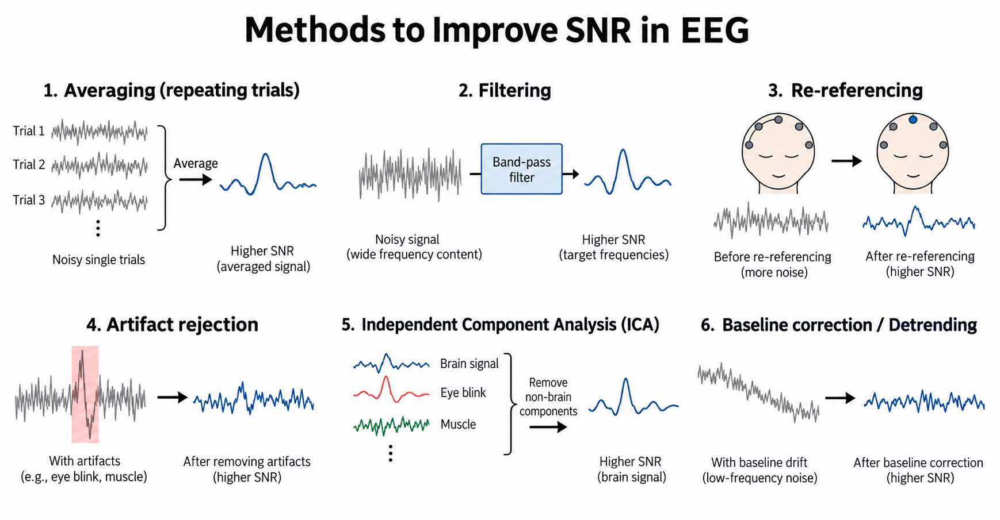 Methods to Improve SNR in EEG
1. Averaging (repeating trials)
Trial 1
Trial 2
Trial 3
Average
Noisy single trials
Higher SNR
(averaged signal)
2. Filtering
Band-pass
filter
Noisy signal
(wide frequency content)
Higher SNR
(target frequencies)
3. Re-referencing
Before re-referencing
(more noise)
After re-referencing
(higher SNR)
4. Artifact rejection
With artifacts
(e.g., eye blink, muscle)
After removing artifacts
(higher SNR)
5. Independent Component Analysis (ICA)
Brain signal
Eye blink
Muscle
Remove
non-brain
components
Higher SNR
(brain signal)
6. Baseline correction / Detrending
With baseline drift
(low-frequency noise)
After baseline correction
(higher SNR)